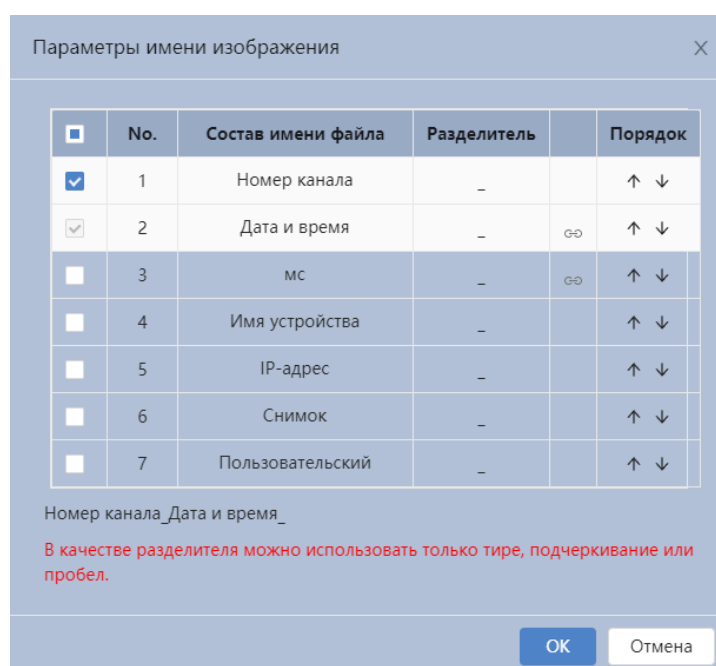 Параметры имени изображения X
No. Состав имени файла Разделитель Порядок
1 Номер канала _
2 Дата и время _
3 мс _
4 Имя устройства _
5 IP-адрес _
6 Снимок _
7 Пользовательский _
Номер канала_Дата и время_
В качестве разделителя можно использовать только тире, подчеркивание или
пробел.
OK Отмена